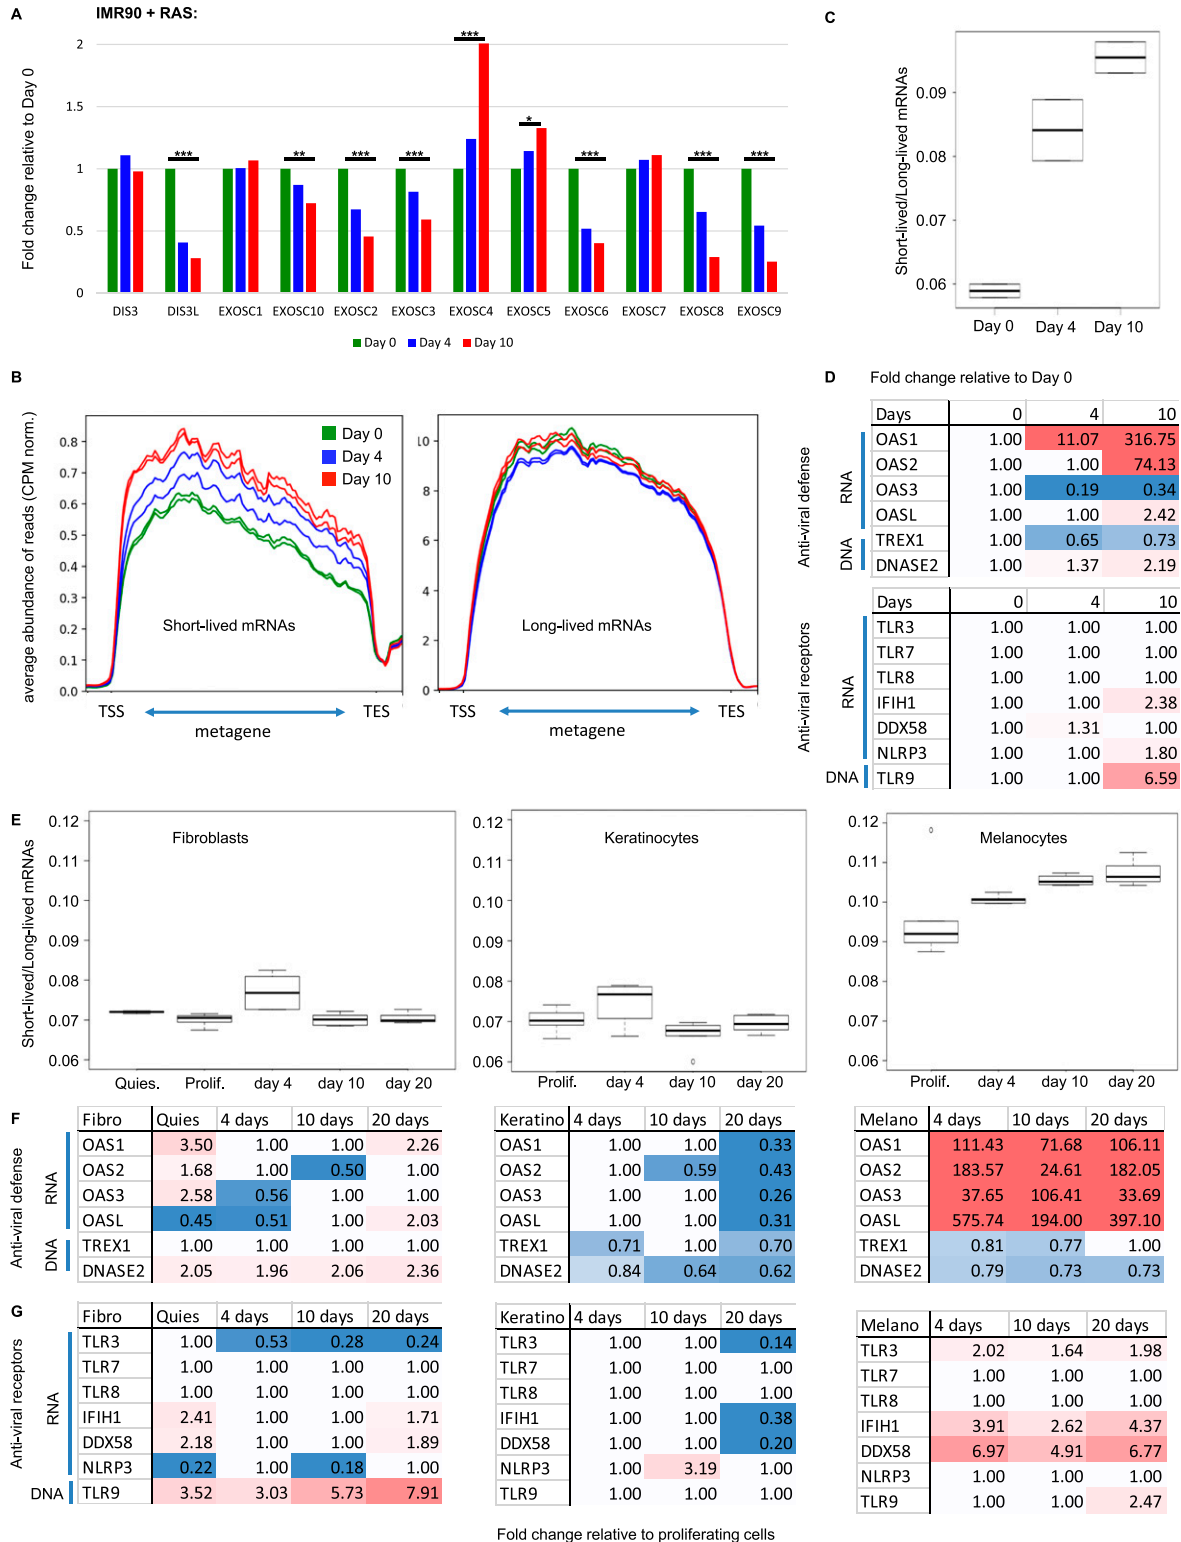 A
IMR90 + RAS:
Fold change relative to Day 0
2
1.5
1
0.5
0
***
**
***
***
***
*
***
***
***
DIS3 DIS3L EXOSC1 EXOSC10 EXOSC2 EXOSC3 EXOSC4 EXOSC5 EXOSC6 EXOSC7 EXOSC8 EXOSC9
Day 0 Day 4 Day 10
C
Short-lived/Long-lived mRNAs
0.09
0.08
0.07
0.06
Day 0 Day 4 Day 10
B
average abundance of reads (CPM norm.)
0.8
0.7
0.6
0.5
0.4
0.3
0.2
0.1
0.0
Day 0
Day 4
Day 10
Short-lived mRNAs
TSS TES
metagene
10
8
6
4
2
0
Long-lived mRNAs
TSS TES
metagene
D Fold change relative to Day 0
Anti-viral defense
RNA
DNA
Days 0 4 10
OAS1 1.00 11.07 316.75
OAS2 1.00 1.00 74.13
OAS3 1.00 0.19 0.34
OASL 1.00 1.00 2.42
TREX1 1.00 0.65 0.73
DNASE2 1.00 1.37 2.19
Anti-viral receptors
RNA
DNA
Days 0 4 10
TLR3 1.00 1.00 1.00
TLR7 1.00 1.00 1.00
TLR8 1.00 1.00 1.00
IFIH1 1.00 1.00 2.38
DDX58 1.00 1.31 1.00
NLRP3 1.00 1.00 1.80
TLR9 1.00 1.00 6.59
E
Short-lived/Long-lived mRNAs
0.12
0.11
0.10
0.09
0.08
0.07
0.06
Fibroblasts
Quies. Prolif. day 4 day 10 day 20
0.12
0.11
0.10
0.09
0.08
0.07
0.06
Keratinocytes
Prolif. day 4 day 10 day 20
0.12
0.11
0.10
0.09
0.08
0.07
0.06
Melanocytes
Prolif. day 4 day 10 day 20
F
Anti-viral defense
RNA
DNA
Fibro Quies 4 days 10 days 20 days
OAS1 3.50 1.00 1.00 2.26
OAS2 1.68 1.00 0.50 1.00
OAS3 2.58 0.56 1.00 1.00
OASL 0.45 0.51 1.00 2.03
TREX1 1.00 1.00 1.00 1.00
DNASE2 2.05 1.96 2.06 2.36
Keratino 4 days 10 days 20 days
OAS1 1.00 1.00 0.33
OAS2 1.00 0.59 0.43
OAS3 1.00 1.00 0.26
OASL 1.00 1.00 0.31
TREX1 0.71 1.00 0.70
DNASE2 0.84 0.64 0.62
Melano 4 days 10 days 20 days
OAS1 111.43 71.68 106.11
OAS2 183.57 24.61 182.05
OAS3 37.65 106.41 33.69
OASL 575.74 194.00 397.10
TREX1 0.81 0.77 1.00
DNASE2 0.79 0.73 0.73
G
Anti-viral receptors
RNA
DNA
Fibro Quies 4 days 10 days 20 days
TLR3 1.00 0.53 0.28 0.24
TLR7 1.00 1.00 1.00 1.00
TLR8 1.00 1.00 1.00 1.00
IFIH1 2.41 1.00 1.00 1.71
DDX58 2.18 1.00 1.00 1.89
NLRP3 0.22 1.00 0.18 1.00
TLR9 3.52 3.03 5.73 7.91
Keratino 4 days 10 days 20 days
TLR3 1.00 1.00 0.14
TLR7 1.00 1.00 1.00
TLR8 1.00 1.00 1.00
IFIH1 1.00 1.00 0.38
DDX58 1.00 1.00 0.20
NLRP3 1.00 3.19 1.00
TLR9 1.00 1.00 1.00
Melano 4 days 10 days 20 days
TLR3 2.02 1.64 1.98
TLR7 1.00 1.00 1.00
TLR8 1.00 1.00 1.00
IFIH1 3.91 2.62 4.37
DDX58 6.97 4.91 6.77
NLRP3 1.00 1.00 1.00
TLR9 1.00 1.00 2.47
Fold change relative to proliferating cells